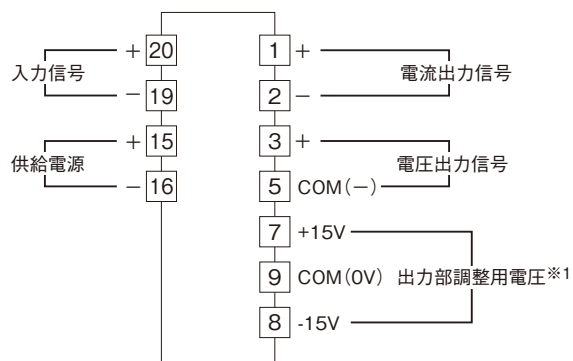 + 20
入力信号
− 19
+ 15
供給電源
− 16
1 +
電流出力信号
2 −
3 +
電圧出力信号
5 COM(−)
7 +15V
9 COM(0V) 出力部調整用電圧※1
8 -15V